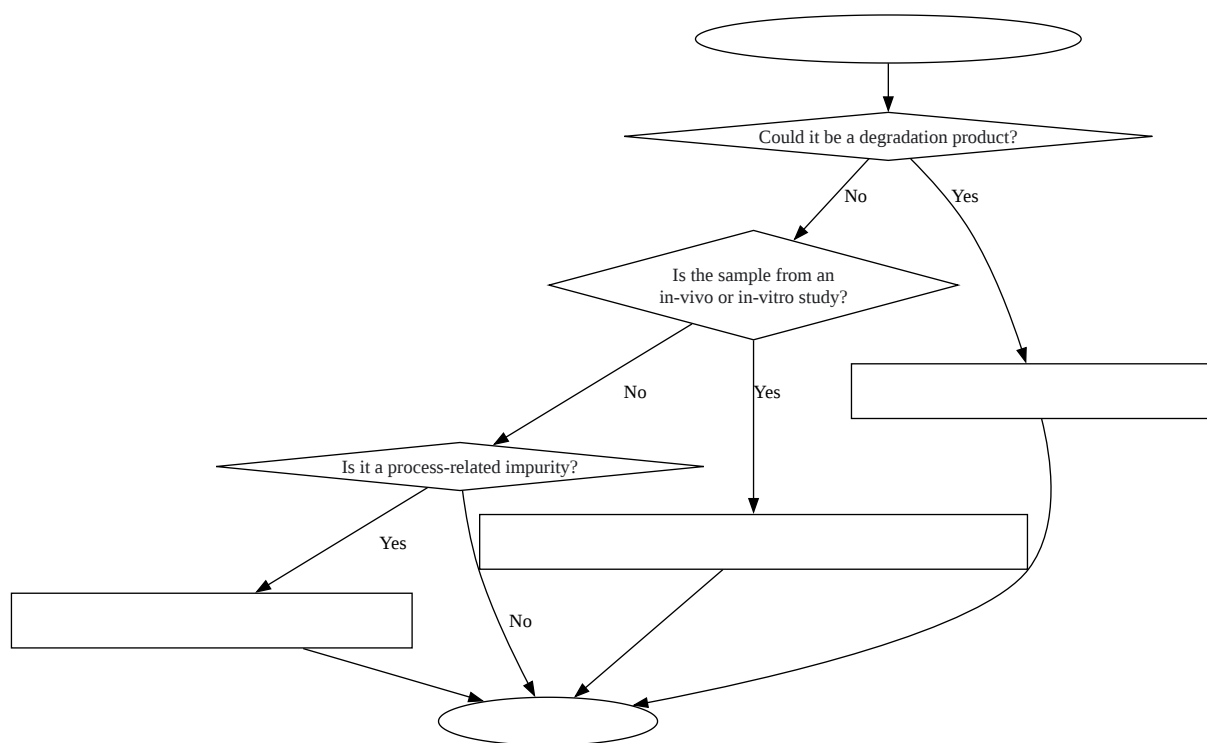 Could it be a degradation product?
No
Yes
Is the sample from an
in-vivo or in-vitro study?
No
Yes
Is it a process-related impurity?
Yes
No